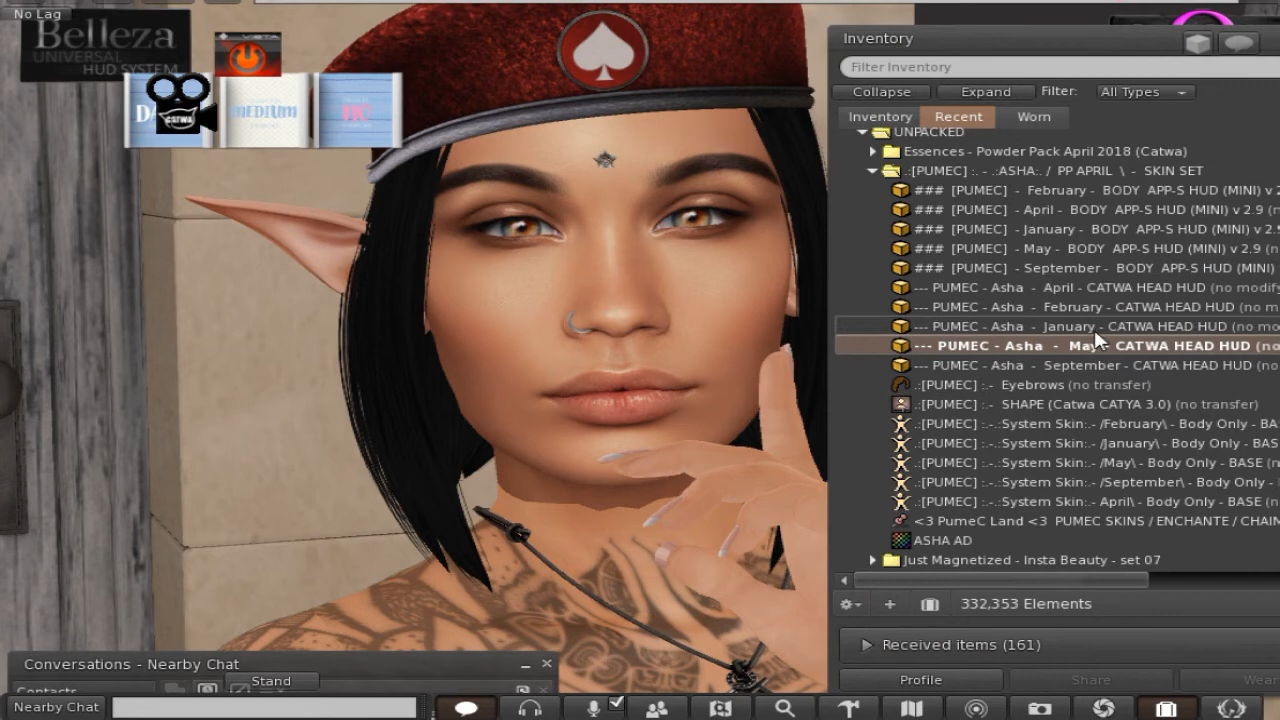 No Lag
Belleza
UNIVERSAL
HUD SYSTEM
VISTA
CATWA
MEDIUM
Inventory
Filter Inventory
Collapse
Expand
Filter:
All Types
Inventory
Recent
Worn
UNPACKED
Essences - Powder Pack April 2018 (Catwa)
.:[PUMEC] :. - .:ASHA:. / PP APRIL \ - SKIN SET
### [PUMEC] - February - BODY APP-S HUD (MINI) v 2
### [PUMEC] - April - BODY APP-S HUD (MINI) v 2.9 (n
### [PUMEC] - January - BODY APP-S HUD (MINI) v 2.9
### [PUMEC] - May - BODY APP-S HUD (MINI) v 2.9 (n
### [PUMEC] - September - BODY APP-S HUD (MINI)
--- PUMEC - Asha - April - CATWA HEAD HUD (no modify
--- PUMEC - Asha - February - CATWA HEAD HUD (no m
--- PUMEC - Asha - January - CATWA HEAD HUD (no mo
--- PUMEC - Asha - May - CATWA HEAD HUD (no
--- PUMEC - Asha - September - CATWA HEAD HUD (no
.:[PUMEC] :.- Eyebrows (no transfer)
.:[PUMEC] :.- SHAPE (Catwa CATYA 3.0) (no transfer)
.:[PUMEC] :.-.:System Skin:.- /February\ - Body Only - BA
.:[PUMEC] :.-.:System Skin:.- /January\ - Body Only - BAS
.:[PUMEC] :.-.:System Skin:.- /May\ - Body Only - BASE (n
.:[PUMEC] :.-.:System Skin:.- /September\ - Body Only -
.:[PUMEC] :.-.:System Skin:.- April\ - Body Only - BASE (n
<3 PumeC Land <3 PUMEC SKINS / ENCHANTE / CHAIN
ASHA AD
Just Magnetized - Insta Beauty - set 07
332,353 Elements
Received items (161)
Profile
Share
Wear
Conversations - Nearby Chat
Contacts
Stand
Nearby Chat